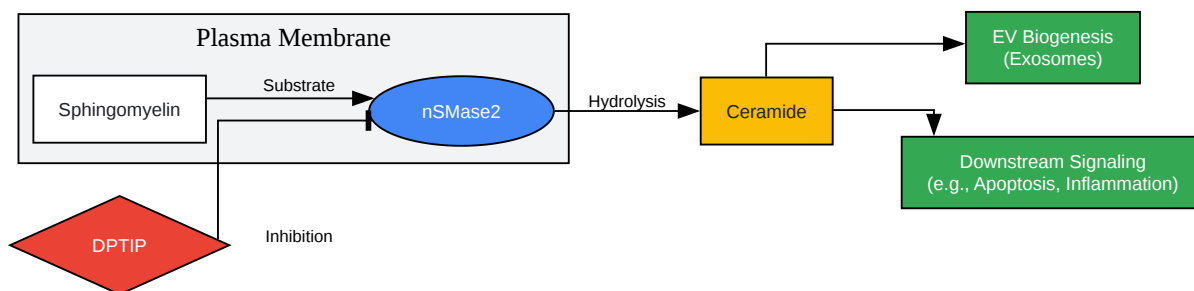 Plasma Membrane
Sphingomyelin
Substrate
nSMase2
Hydrolysis
Ceramide
EV Biogenesis
(Exosomes)
Downstream Signaling
(e.g., Apoptosis, Inflammation)
DPTIP
Inhibition